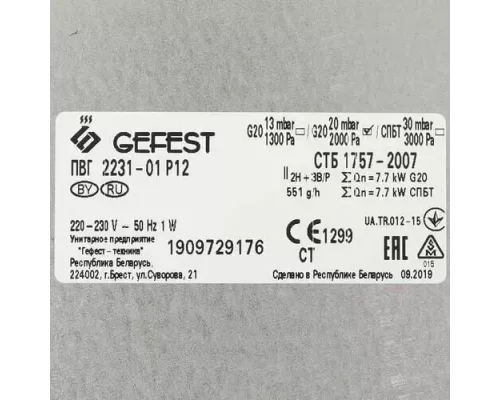 GEFEST
ПВГ 2231-01 P12
BY RU
220-230 V ~ 50 Hz 1 W
Унитарное предприятие
"Гефест-техника"
Республика Беларусь,
224002, г.Брест, ул.Суворова, 21
1909729176
G20 13 mbar 1300 Pa / G20 20 mbar 2000 Pa / СПБТ 30 mbar 3000 Pa
СТБ 1757-2007
II 2H + 3B/P ∑ Qn = 7.7 kW G20
551 g/h ∑ Qn = 7.7 kW СПБТ
UA.TR.012-15
CE 1299
СТ
EAC
015
Сделано в Республике Беларусь 09.2019